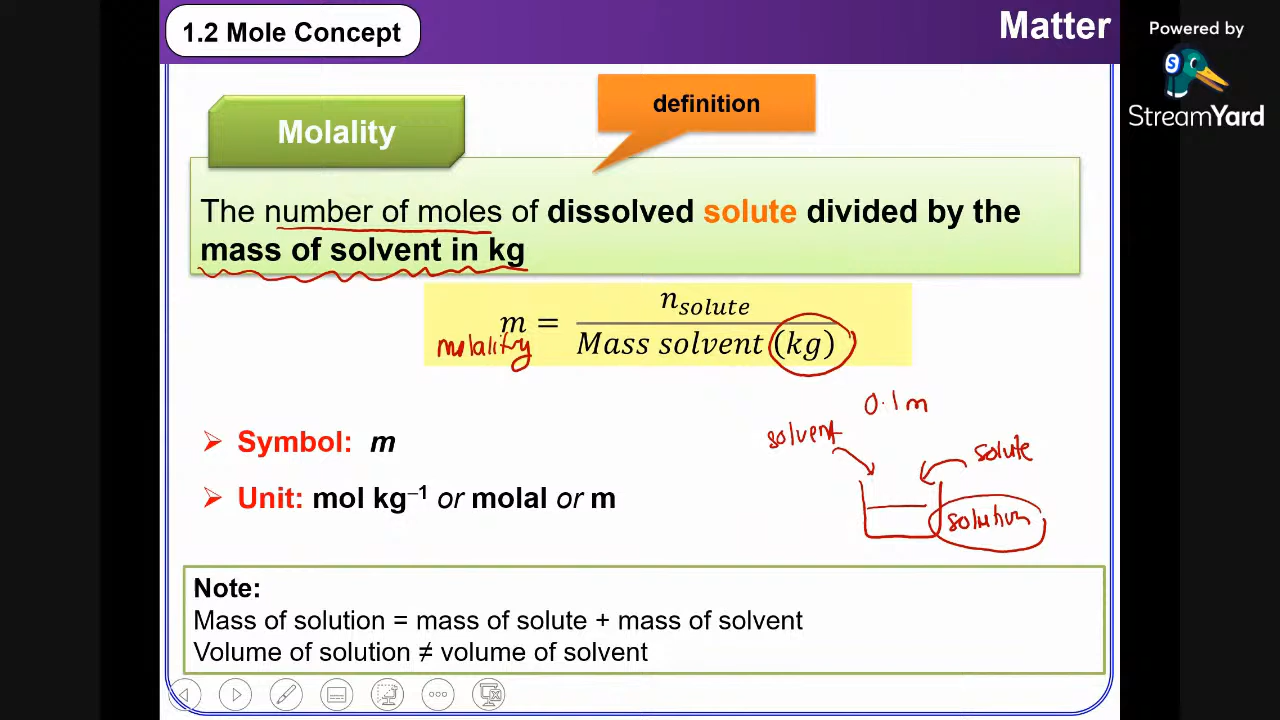 1.2 Mole Concept
Matter
Powered by
StreamYard
definition
Molality
The number of moles of dissolved solute divided by the
mass of solvent in kg
m = n_solute / Mass solvent (kg)
molality
0.1 m
solvent
solute
solution
➢ Symbol: m
➢ Unit: mol kg⁻¹ or molal or m
Note:
Mass of solution = mass of solute + mass of solvent
Volume of solution ≠ volume of solvent